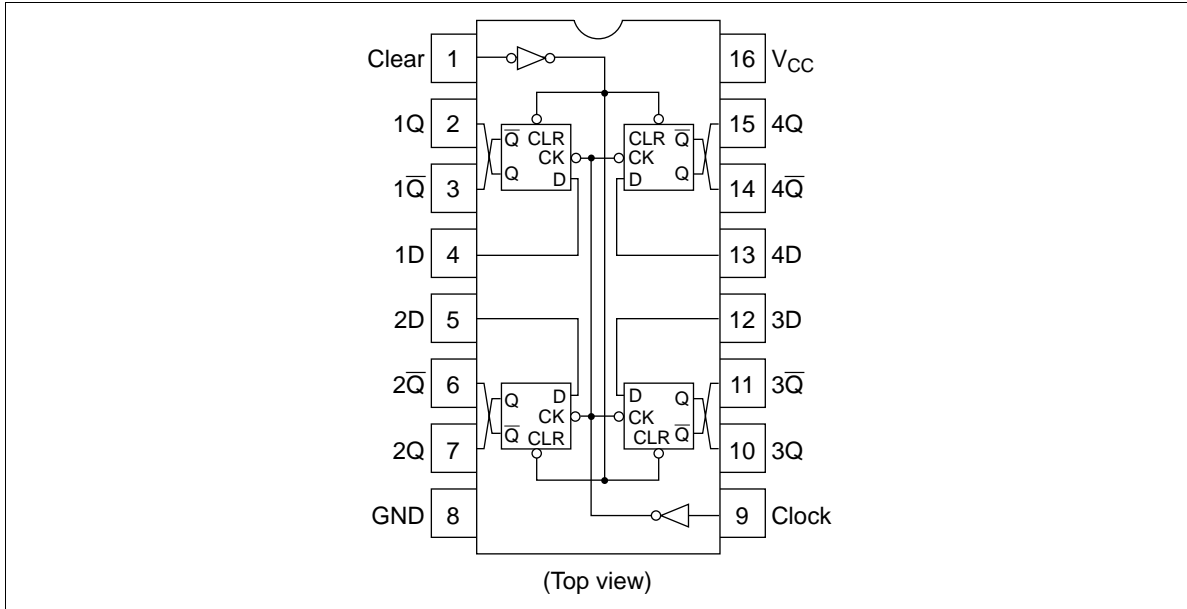 Clear 1
16 V_CC
1Q 2
15 4Q
Q̅ CLR
CLR Q̅
CK
CK
Q
Q
D
D
1Q̅ 3
14 4Q̅
1D 4
13 4D
2D 5
12 3D
2Q̅ 6
11 3Q̅
D
D
Q
Q
CK
CK
Q̅ CLR
CLR Q̅
2Q 7
10 3Q
GND 8
9 Clock
(Top view)